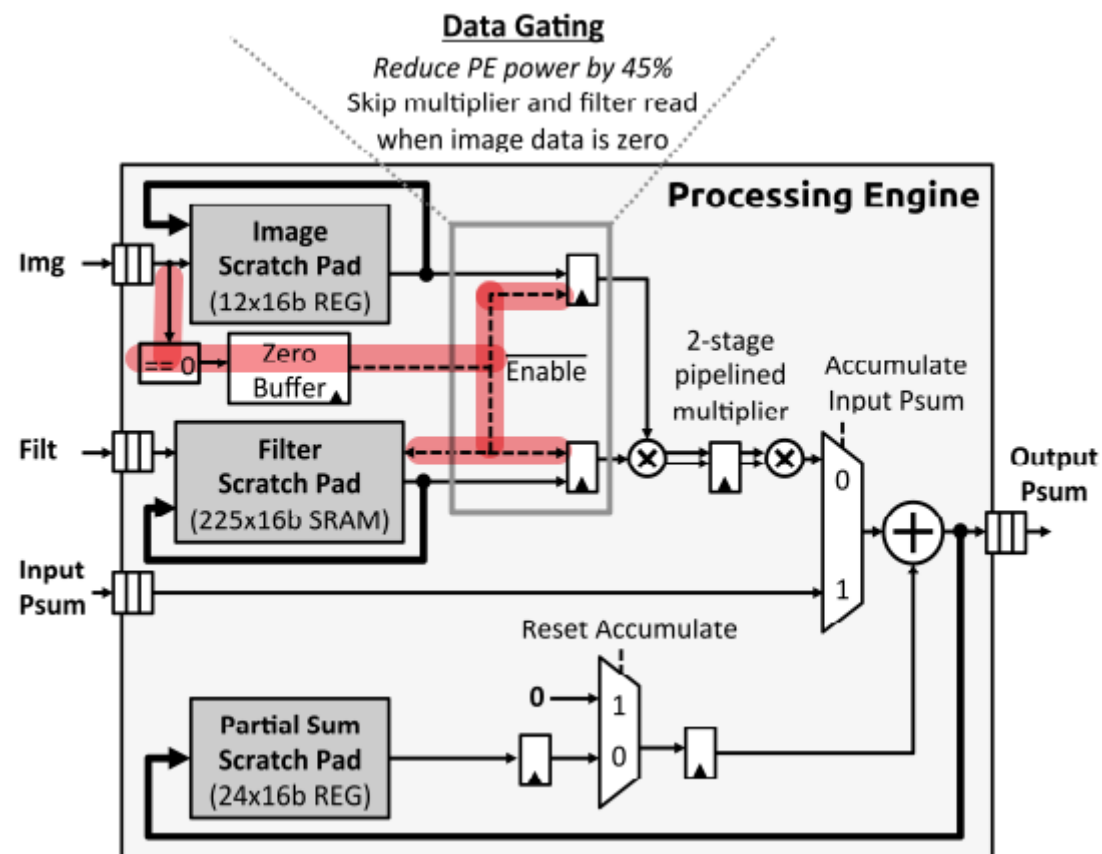 Data Gating
Reduce PE power by 45%
Skip multiplier and filter read
when image data is zero
Processing Engine
Img
Image
Scratch Pad
(12x16b REG)
== 0
Zero
Buffer
Enable
2-stage
pipelined
multiplier
Accumulate
Input Psum
Filt
Filter
Scratch Pad
(225x16b SRAM)
0
1
Output
Psum
Input
Psum
Reset Accumulate
0
1
0
Partial Sum
Scratch Pad
(24x16b REG)